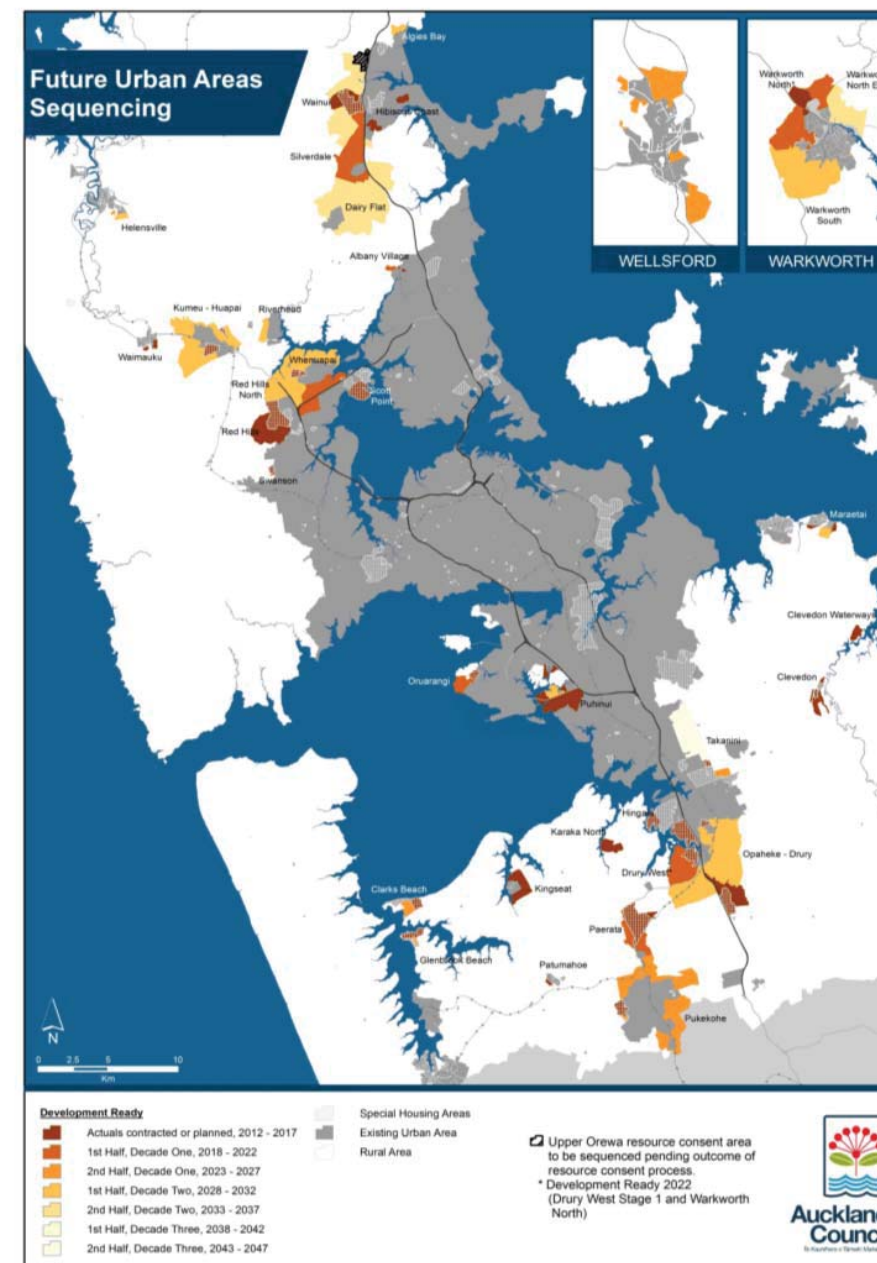 Future Urban Areas
Sequencing
Algies Bay
Wainui
Hibiscus Coast
Silverdale
Dairy Flat
Helensville
Albany Village
Kumeu - Huapai
Riverhead
Waimauku
Whenuapai
Red Hills
North
Scott
Point
Red Hills
Swanson
WELLSFORD
Warkworth
North*
Warkworth
North E
Warkworth
South
WARKWORTH
Maraetai
Clevedon Waterways
Clevedon
Oruarangi
Puhinui
Takanini
Hingaia
Karaka North
Opaheke - Drury
Drury West*
Clarks Beach
Kingseat
Paerata
Glenbrook Beach
Patumahoe
Pukekohe
N
0 2.5 5 10
Km
Development Ready
Actuals contracted or planned, 2012 - 2017
1st Half, Decade One, 2018 - 2022
2nd Half, Decade One, 2023 - 2027
1st Half, Decade Two, 2028 - 2032
2nd Half, Decade Two, 2033 - 2037
1st Half, Decade Three, 2038 - 2042
2nd Half, Decade Three, 2043 - 2047
Special Housing Areas
Existing Urban Area
Rural Area
Upper Orewa resource consent area
to be sequenced pending outcome of
resource consent process.
* Development Ready 2022
(Drury West Stage 1 and Warkworth
North)
Auckland
Counc